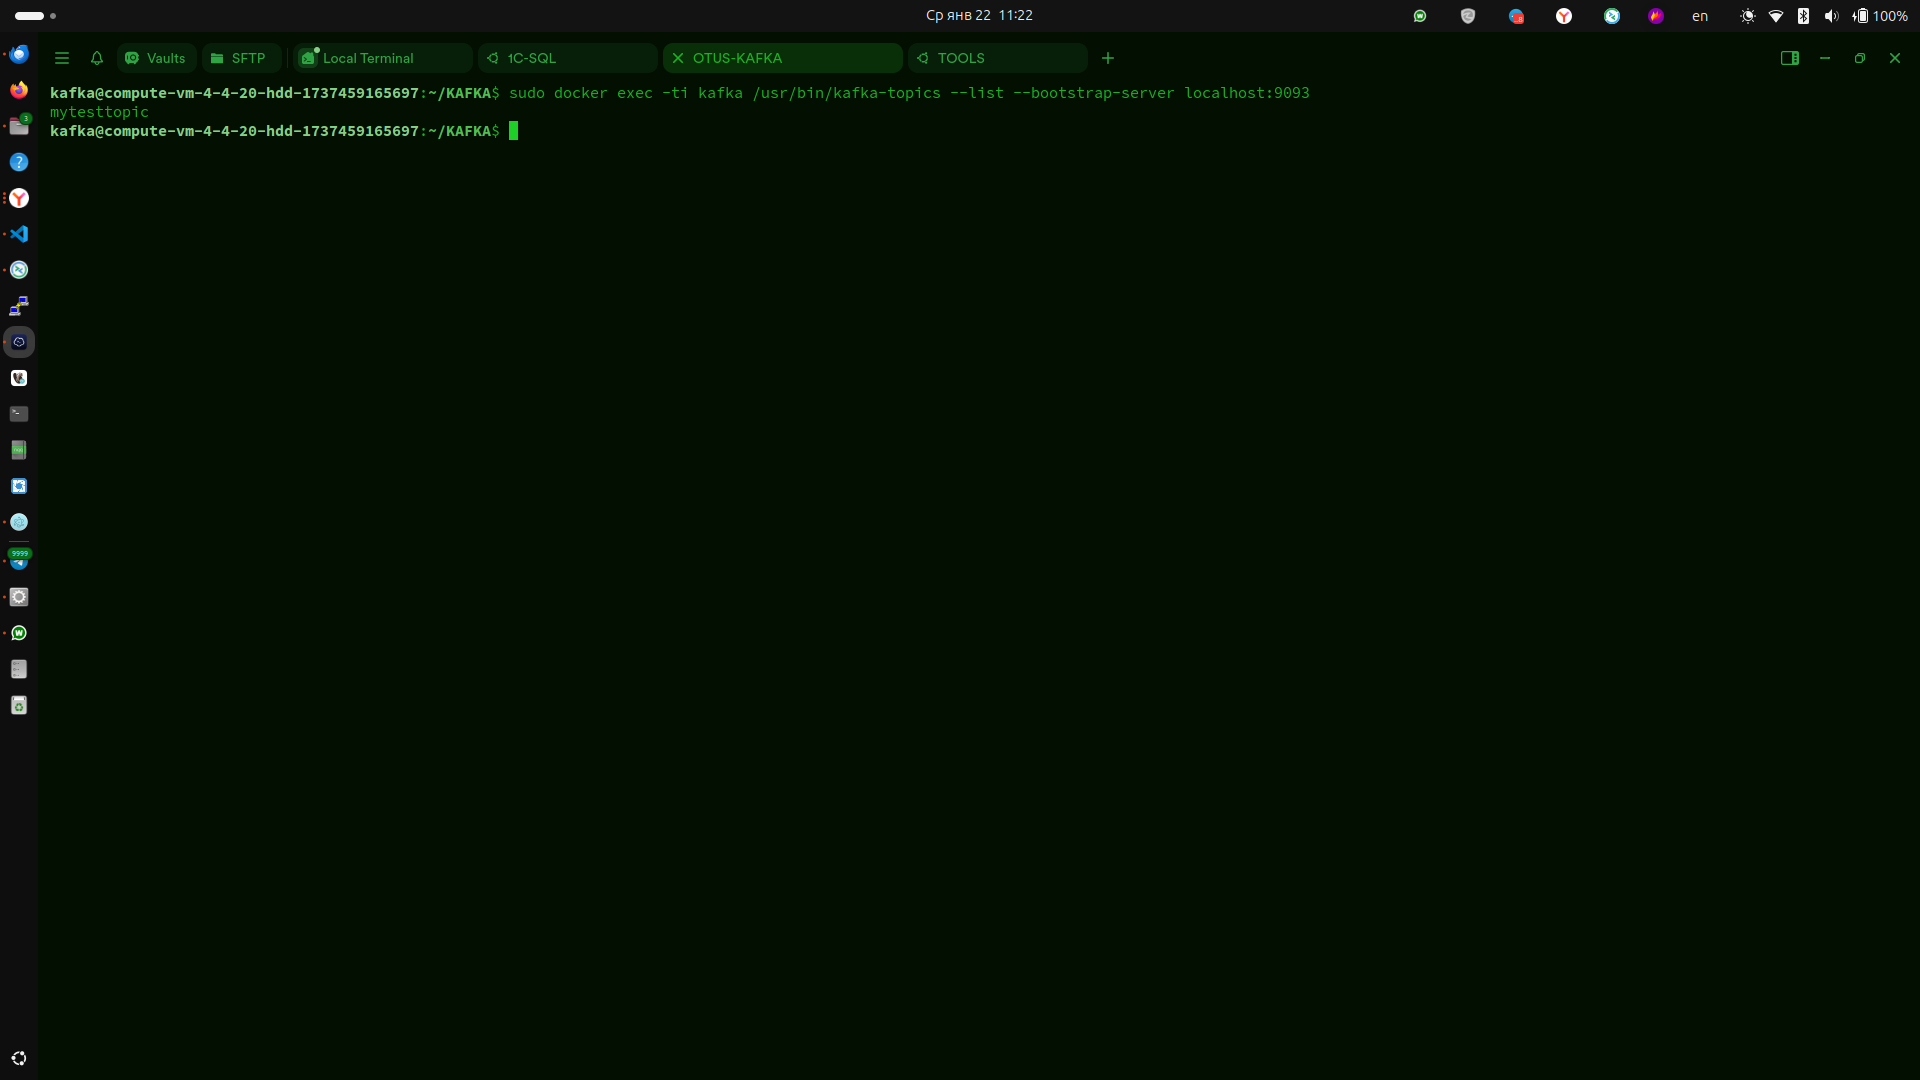 Ср янв 22 11:22
en
100%
Vaults
SFTP
Local Terminal
1C-SQL
OTUS-KAFKA
TOOLS
kafka@compute-vm-4-4-20-hdd-1737459165697:~/KAFKA$ sudo docker exec -ti kafka /usr/bin/kafka-topics --list --bootstrap-server localhost:9093
mytesttopic
kafka@compute-vm-4-4-20-hdd-1737459165697:~/KAFKA$
3
9999